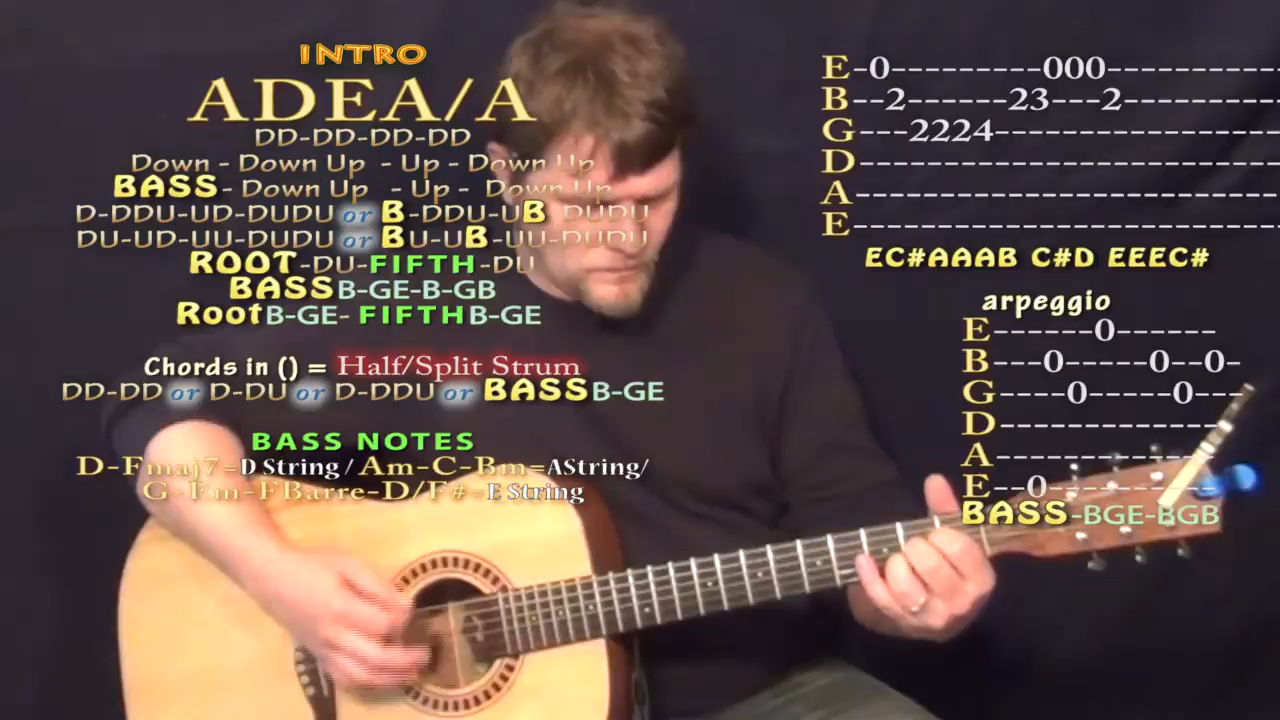 INTRO
ADEA/A
DD-DD-DD-DD
Down - Down Up - Up - Down Up
BASS - Down Up - Up - Down Up
D-DDU-UD-DUDU or B-DDU-UB DUDU
DU-UD-UU-DUDU or BU-UB-UU-DUDU
ROOT-DU-FIFTH-DU
BASSB-GE-B-GB
RootB-GE- FIFTHB-GE
Chords in () = Half/Split Strum
DD-DD or D-DU or D-DDU or BASSB-GE
BASS NOTES
D-Fmaj7=D String / Am-C-Bm=AString/
G-Fm-FBarre-D/F#=E String
E-0----------000-----------
B--2-------23---2----------
G---2224-------------------
D--------------------------
A--------------------------
E--------------------------
EC#AAAB C#D EEEC#
arpeggio
E------0------
B---0-----0--0-
G----0-----0---
D-------------
A-------------
E--0----------
BASS-BGE-BGB